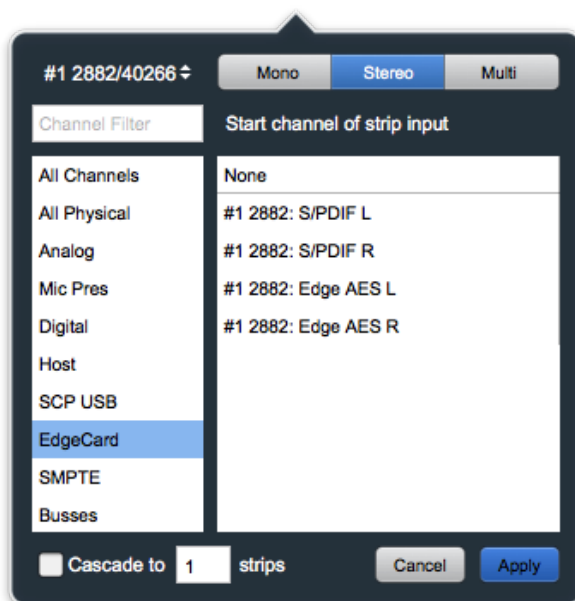 #1 2882/40266
Mono
Stereo
Multi
Channel Filter
Start channel of strip input
All Channels
All Physical
Analog
Mic Pres
Digital
Host
SCP USB
EdgeCard
SMPTE
Busses
None
#1 2882: S/PDIF L
#1 2882: S/PDIF R
#1 2882: Edge AES L
#1 2882: Edge AES R
Cascade to 1 strips
Cancel
Apply